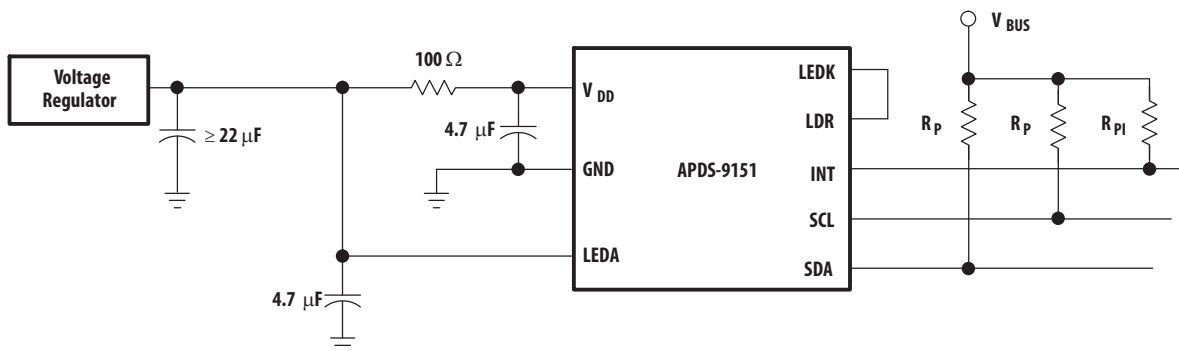 V BUS
Voltage
Regulator
100 Ω
≥ 22 μF
4.7 μF
V DD
GND
LEDA
4.7 μF
APDS-9151
LEDK
LDR
INT
SCL
SDA
R P
R P
R PI